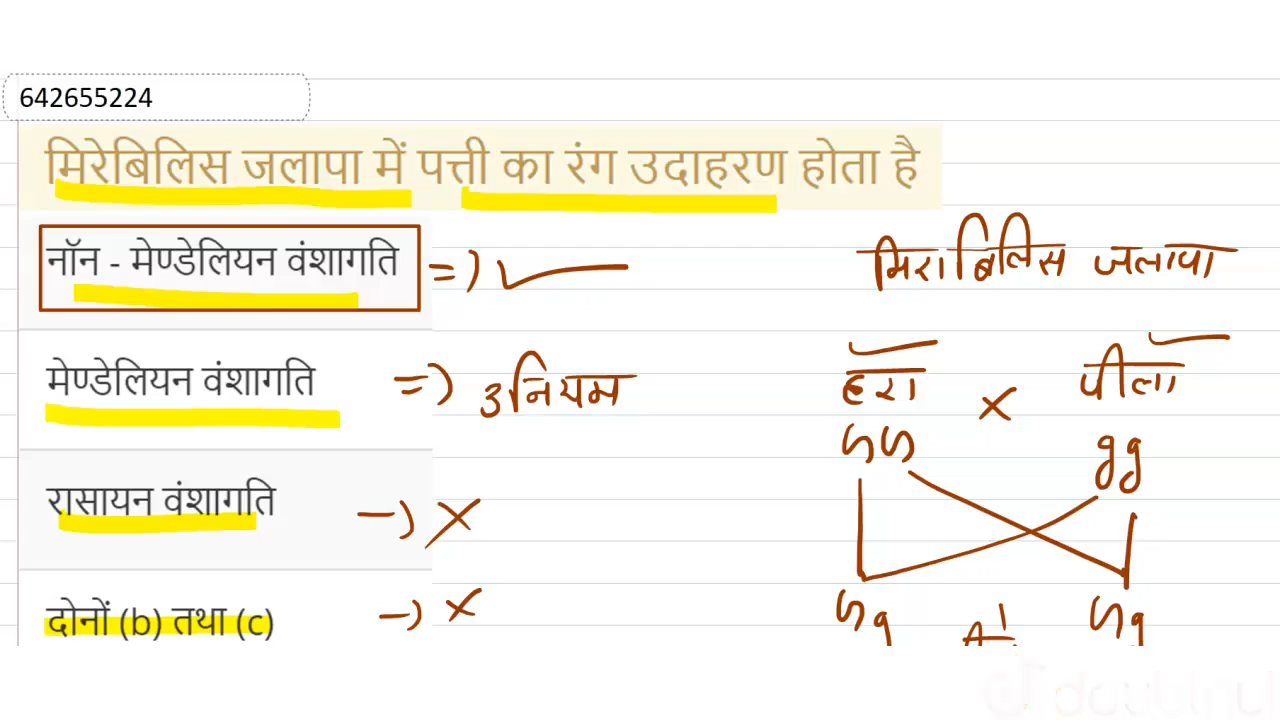 642655224
मिरेबिलिस जलापा में पत्ती का रंग उदाहरण होता है
नॉन - मेण्डेलियन वंशागति => ✓
मिराबिलिस जलापा
मेण्डेलियन वंशागति => 3 नियम
हरा × पीला
GG gg
रासायन वंशागति -> ×
दोनों (b) तथा (c) -> ×
Gg Gg
doubtnut